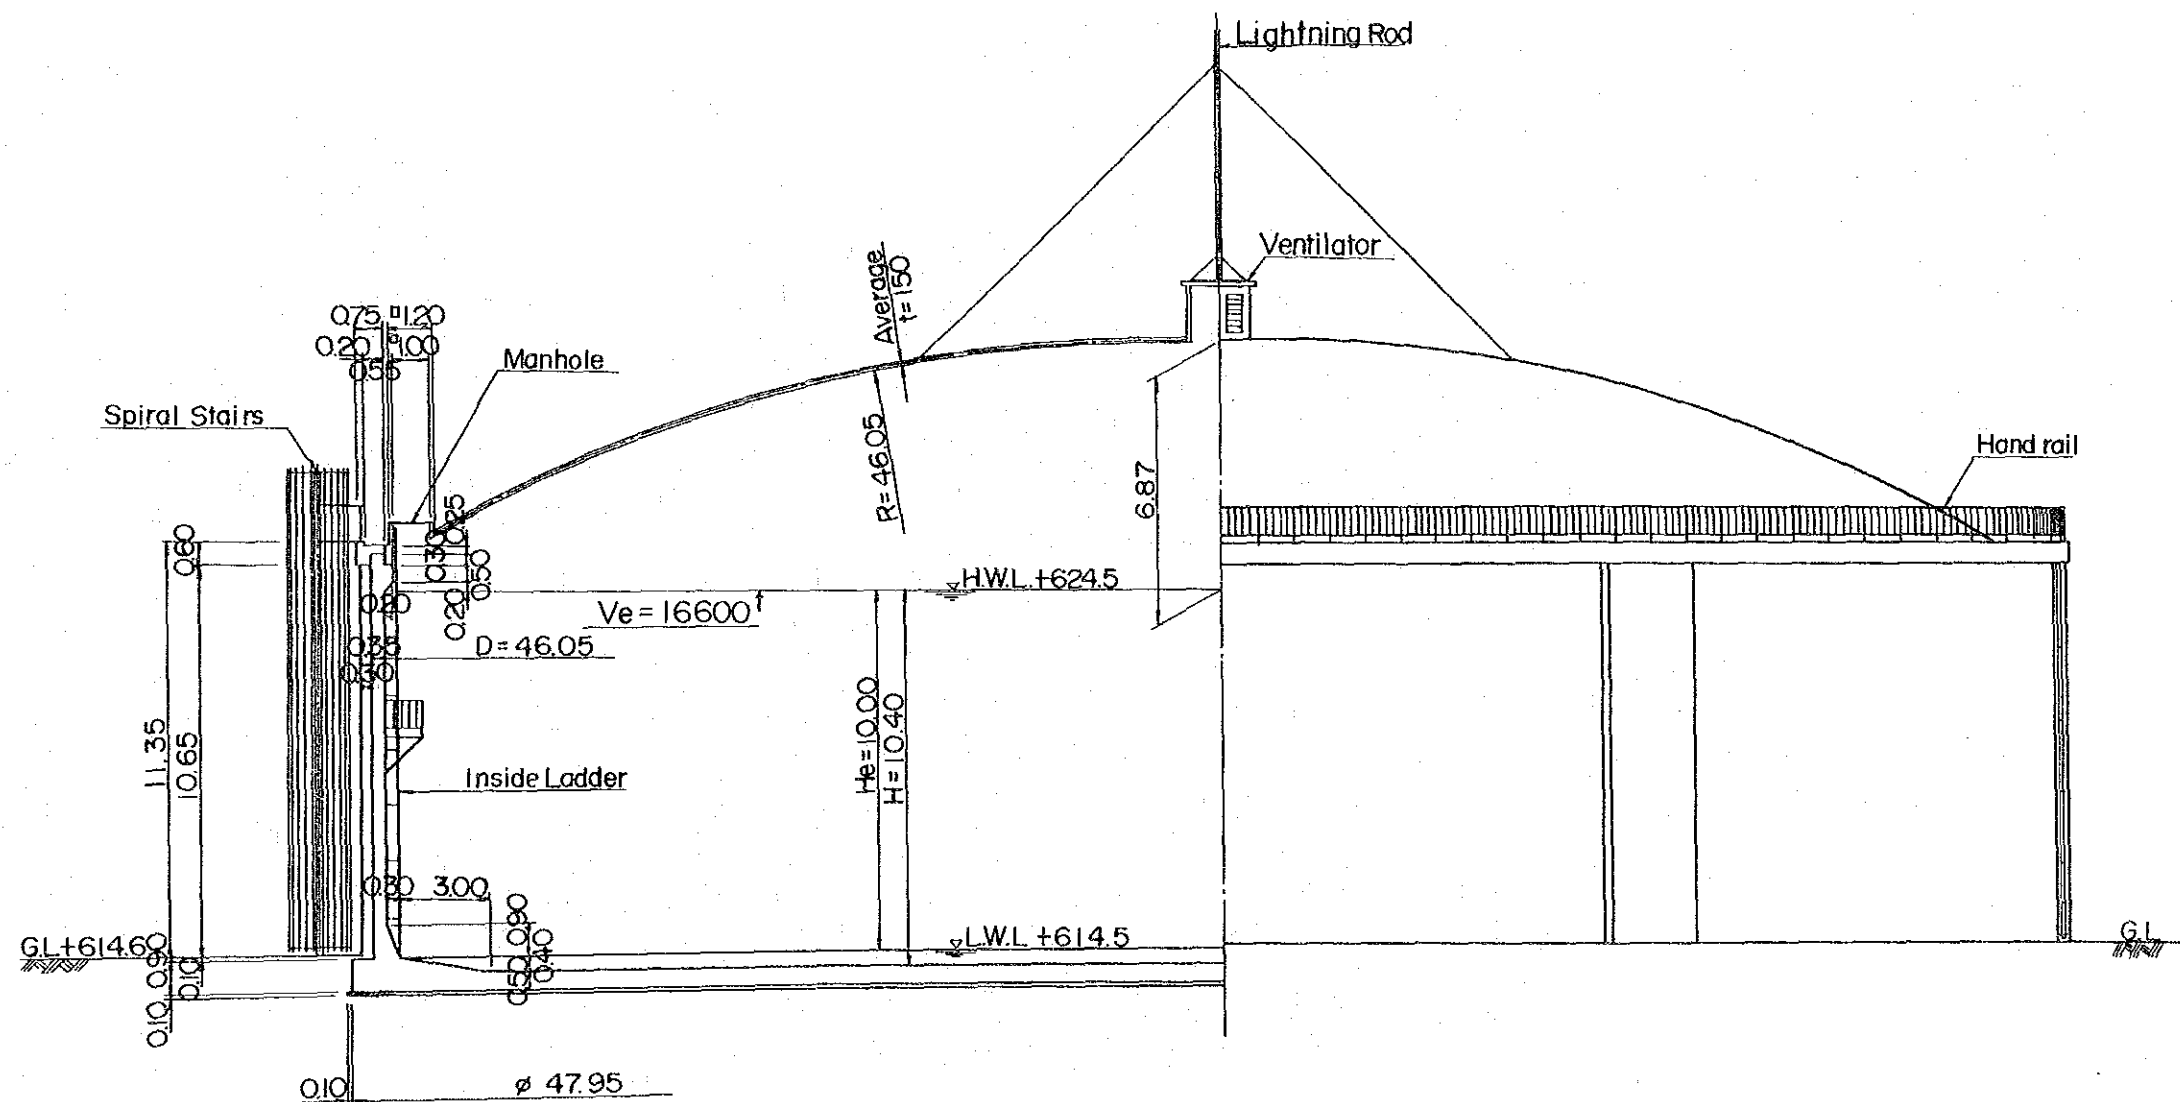 Lightning Rod
Ventilator
Average
t=150
0.75 □1.20
0.20 1.00
0.55
Manhole
Spiral Stairs
Hand rail
R=46.05
6.87
0.25
0.30
0.50
0.20
0.60
H.W.L.+624.5
Ve=16600
0.20
0.35
D=46.05
0.30
He=10.00
H=10.40
11.35
10.65
Inside Ladder
0.30 3.00
0.90
0.40
0.50
L.W.L +614.5
G.L+614.6
G.L
0.90
0.10
0.10
0.10
ø 47.95